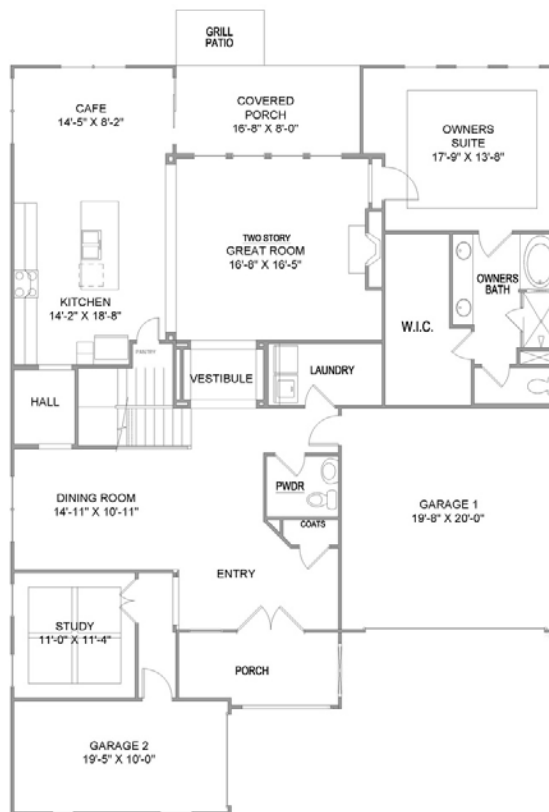 GRILL
PATIO
CAFE
14'-5" X 8'-2"
COVERED
PORCH
16'-8" X 8'-0"
OWNERS
SUITE
17'-9" X 13'-8"
TWO STORY
GREAT ROOM
16'-8" X 16'-5"
OWNERS
BATH
KITCHEN
14'-2" X 18'-8"
W.I.C.
PANTRY
LAUNDRY
VESTIBULE
HALL
PWDR
DINING ROOM
14'-11" X 10'-11"
GARAGE 1
19'-8" X 20'-0"
COATS
ENTRY
STUDY
11'-0" X 11'-4"
PORCH
GARAGE 2
19'-5" X 10'-0"